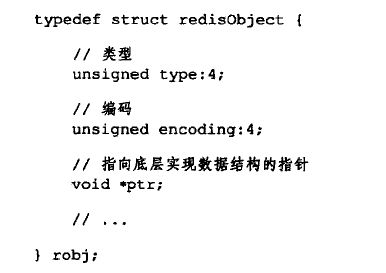 typedef struct redisObject {
// 类型
unsigned type:4;
// 编码
unsigned encoding:4;
// 指向底层实现数据结构的指针
void *ptr;
// ...
} robj;